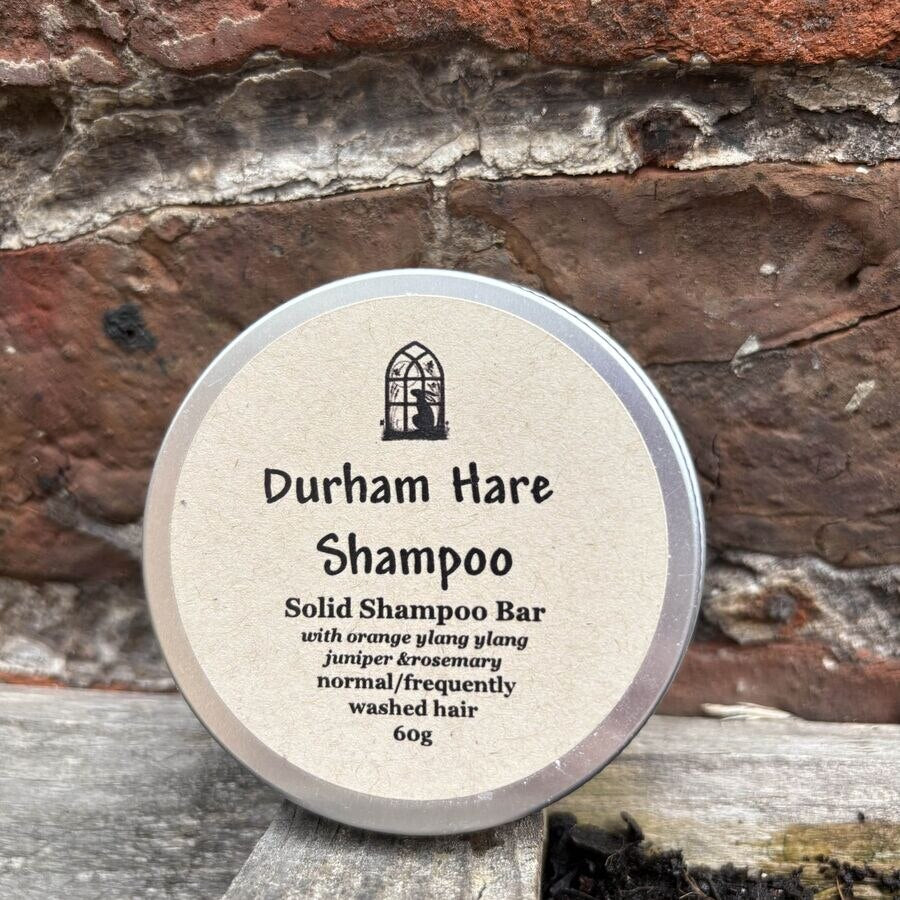 Durham Hare
Shampoo
Solid Shampoo Bar
with orange ylang ylang
juniper &rosemary
normal/frequently
washed hair
60g